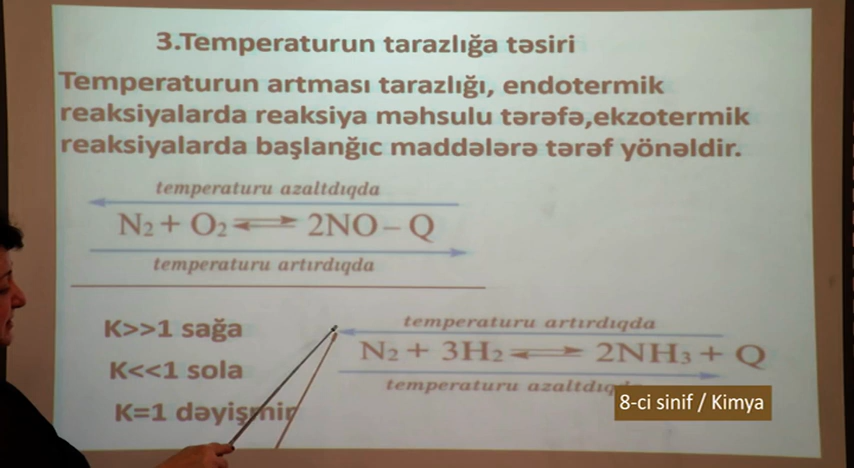 3.Temperaturun tarazlığa təsiri
Temperaturun artması tarazlığı, endotermik
reaksiyalarda reaksiya məhsulu tərəfə,ekzotermik
reaksiyalarda başlanğıc maddələrə tərəf yönəldir.
temperaturu azaltdıqda
N₂ + O₂ ⇌ 2NO – Q
temperaturu artırdıqda
K>>1 sağa
K<<1 sola
K=1 dəyişmir
temperaturu artırdıqda
N₂ + 3H₂ ⇌ 2NH₃ + Q
temperaturu
8-ci sinif / Kimya